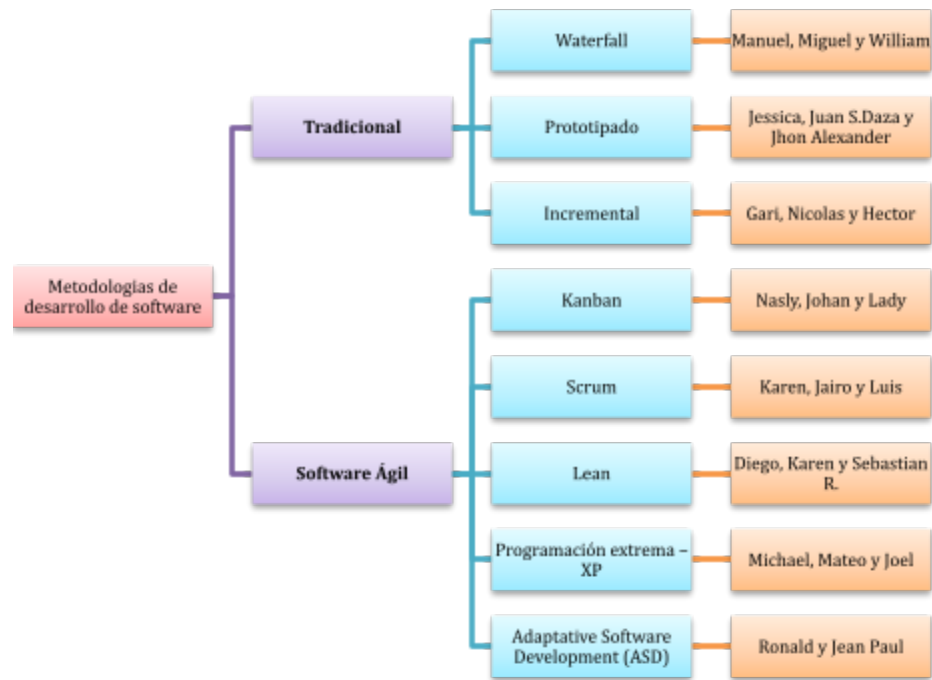 Metodologias de
desarrollo de software
Tradicional
Waterfall
Manuel, Miguel y William
Prototipado
Jessica, Juan S.Daza y
Jhon Alexander
Incremental
Gari, Nicolas y Hector
Software Ágil
Kanban
Nasly, Johan y Lady
Scrum
Karen, Jairo y Luis
Lean
Diego, Karen y Sebastian
R.
Programación extrema –
XP
Michael, Mateo y Joel
Adaptative Software
Development (ASD)
Ronald y Jean Paul